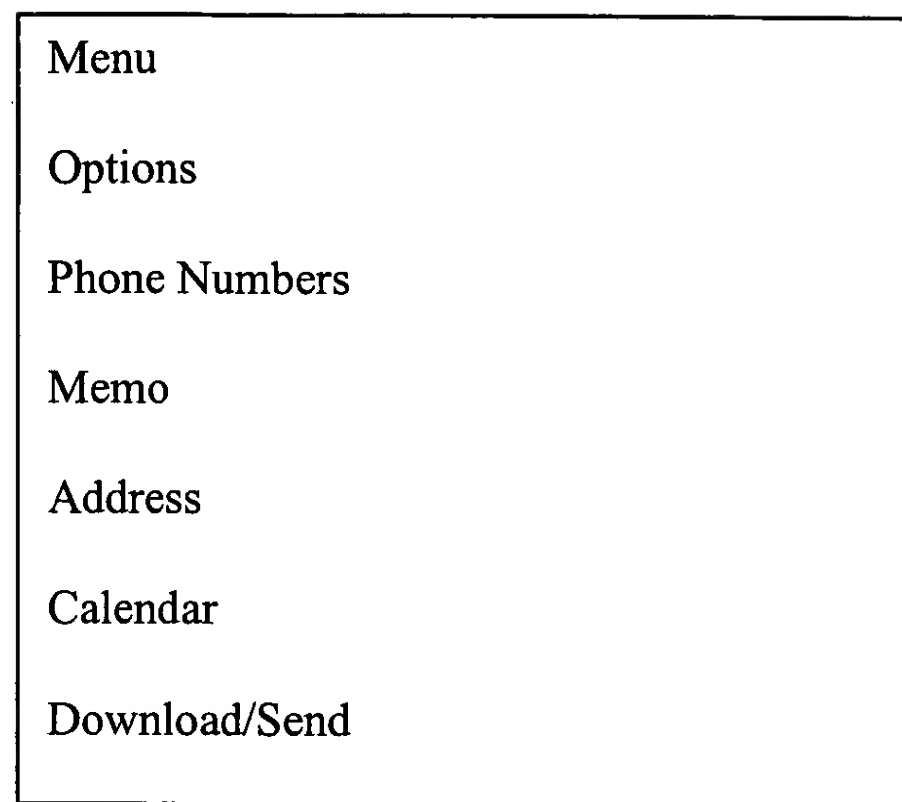 Menu
Options
Phone Numbers
Memo
Address
Calendar
Download/Send